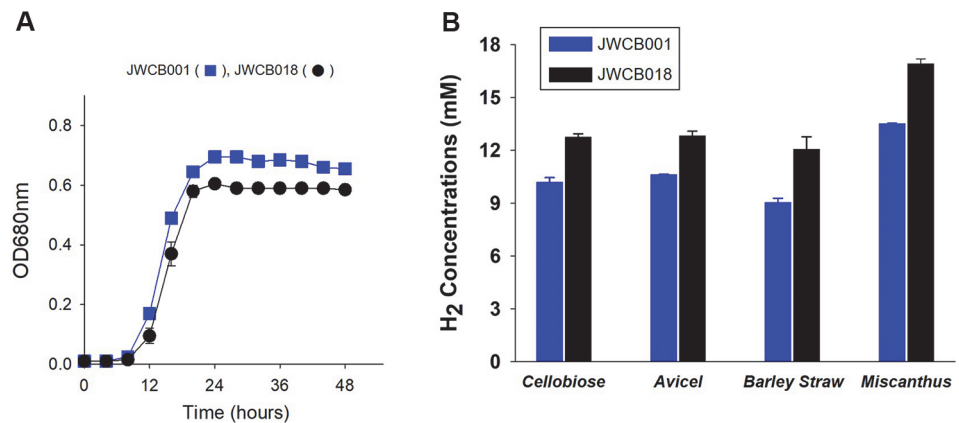 A
JWCB001 ( ), JWCB018 ( )
0.8
0.6
0.4
0.2
0.0
OD680nm
0 12 24 36 48
Time (hours)
B
JWCB001
JWCB018
18
15
12
9
6
3
0
H2 Concentrations (mM)
Cellobiose Avicel Barley Straw Miscanthus